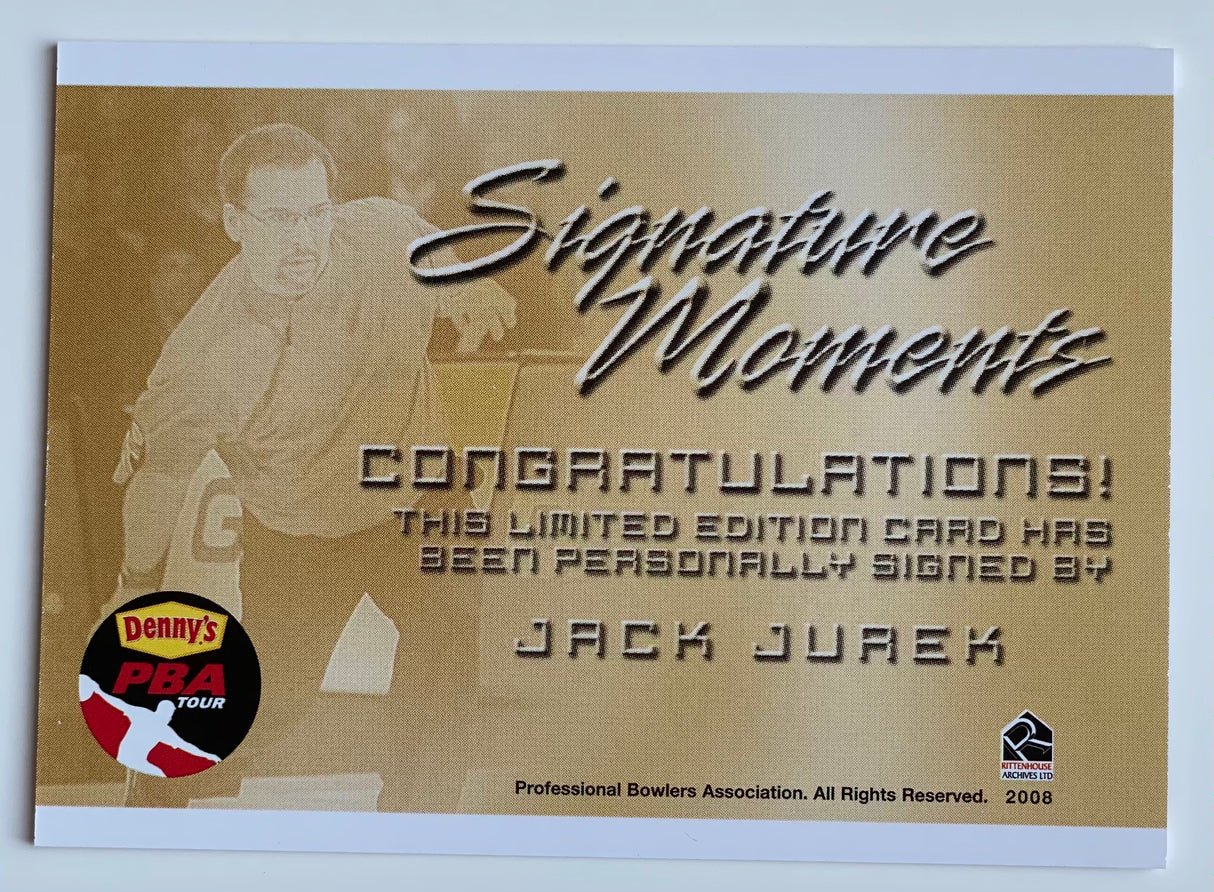 Signature
Moments
CONGRATULATIONS!
THIS LIMITED EDITION CARD HAS
BEEN PERSONALLY SIGNED BY
JACK JUREK
Denny's
PBA
TOUR
RITTENHOUSE
ARCHIVES LTD
Professional Bowlers Association. All Rights Reserved. 2008